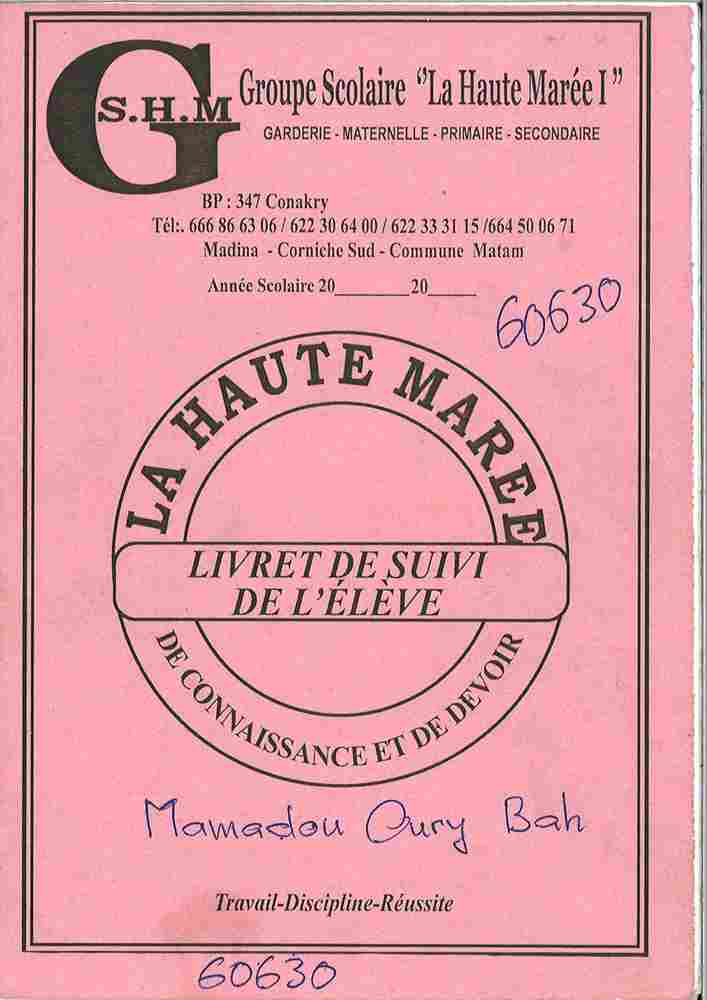 G
S.H.M
Groupe Scolaire “La Haute Marée I”
GARDERIE - MATERNELLE - PRIMAIRE - SECONDAIRE
BP : 347 Conakry
Tél:. 666 86 63 06 / 622 30 64 00 / 622 33 31 15 /664 50 06 71
Madina - Corniche Sud - Commune Matam
Année Scolaire 20________20_____
60630
LA HAUTE MAREE
LIVRET DE SUIVI
DE L'ÉLÈVE
DE CONNAISSANCE ET DE DEVOIR
Mamadou Oury Bah
Travail-Discipline-Réussite
60630